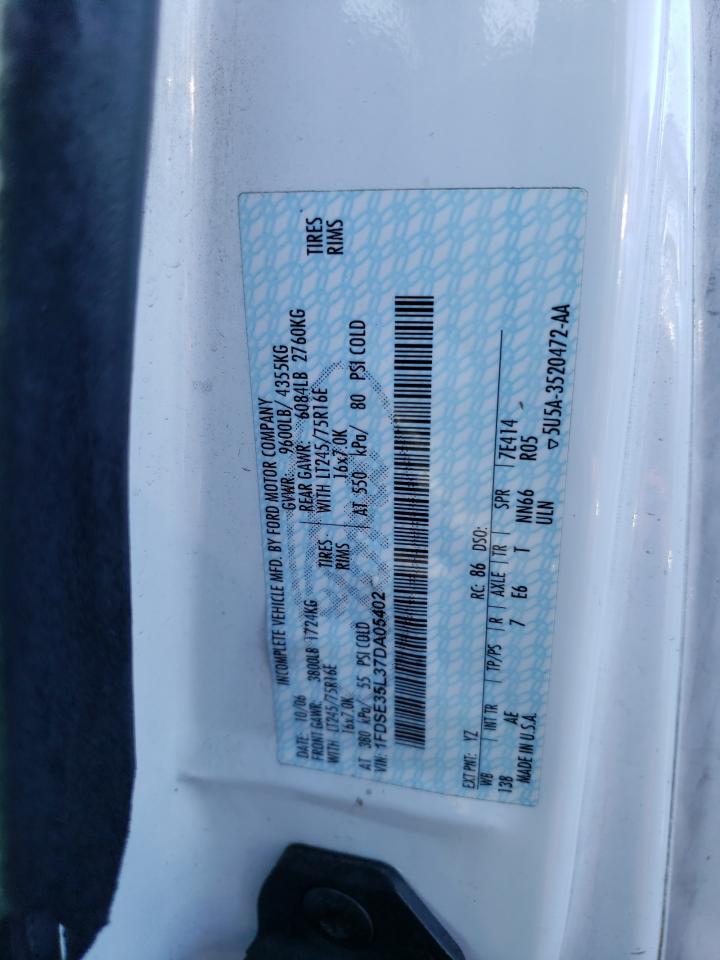 INCOMPLETE VEHICLE MFD. BY FORD MOTOR COMPANY
DATE: 10/06 GVWR: 9600LB/ 4355KG
FRONT GAWR: 3800LB 1724KG REAR GAWR: 6084LB 2760KG
WITH LT245/75R16E TIRES WITH LT245/75R16E TIRES
16x7.0K RIMS 16x7.0K RIMS
AT 380 kPa/ 55 PSI COLD AT 550 kPa/ 80 PSI COLD
VIN: 1FDSE35L37DA05402
EXT PNT: YZ RC: 86 DSO:
WB INT TR TP/PS R AXLE TR SPR 7E414
138 AE 7 E6 T NN66 R05
MADE IN U.S.A. ULN ▽5U5A-3520472-AA